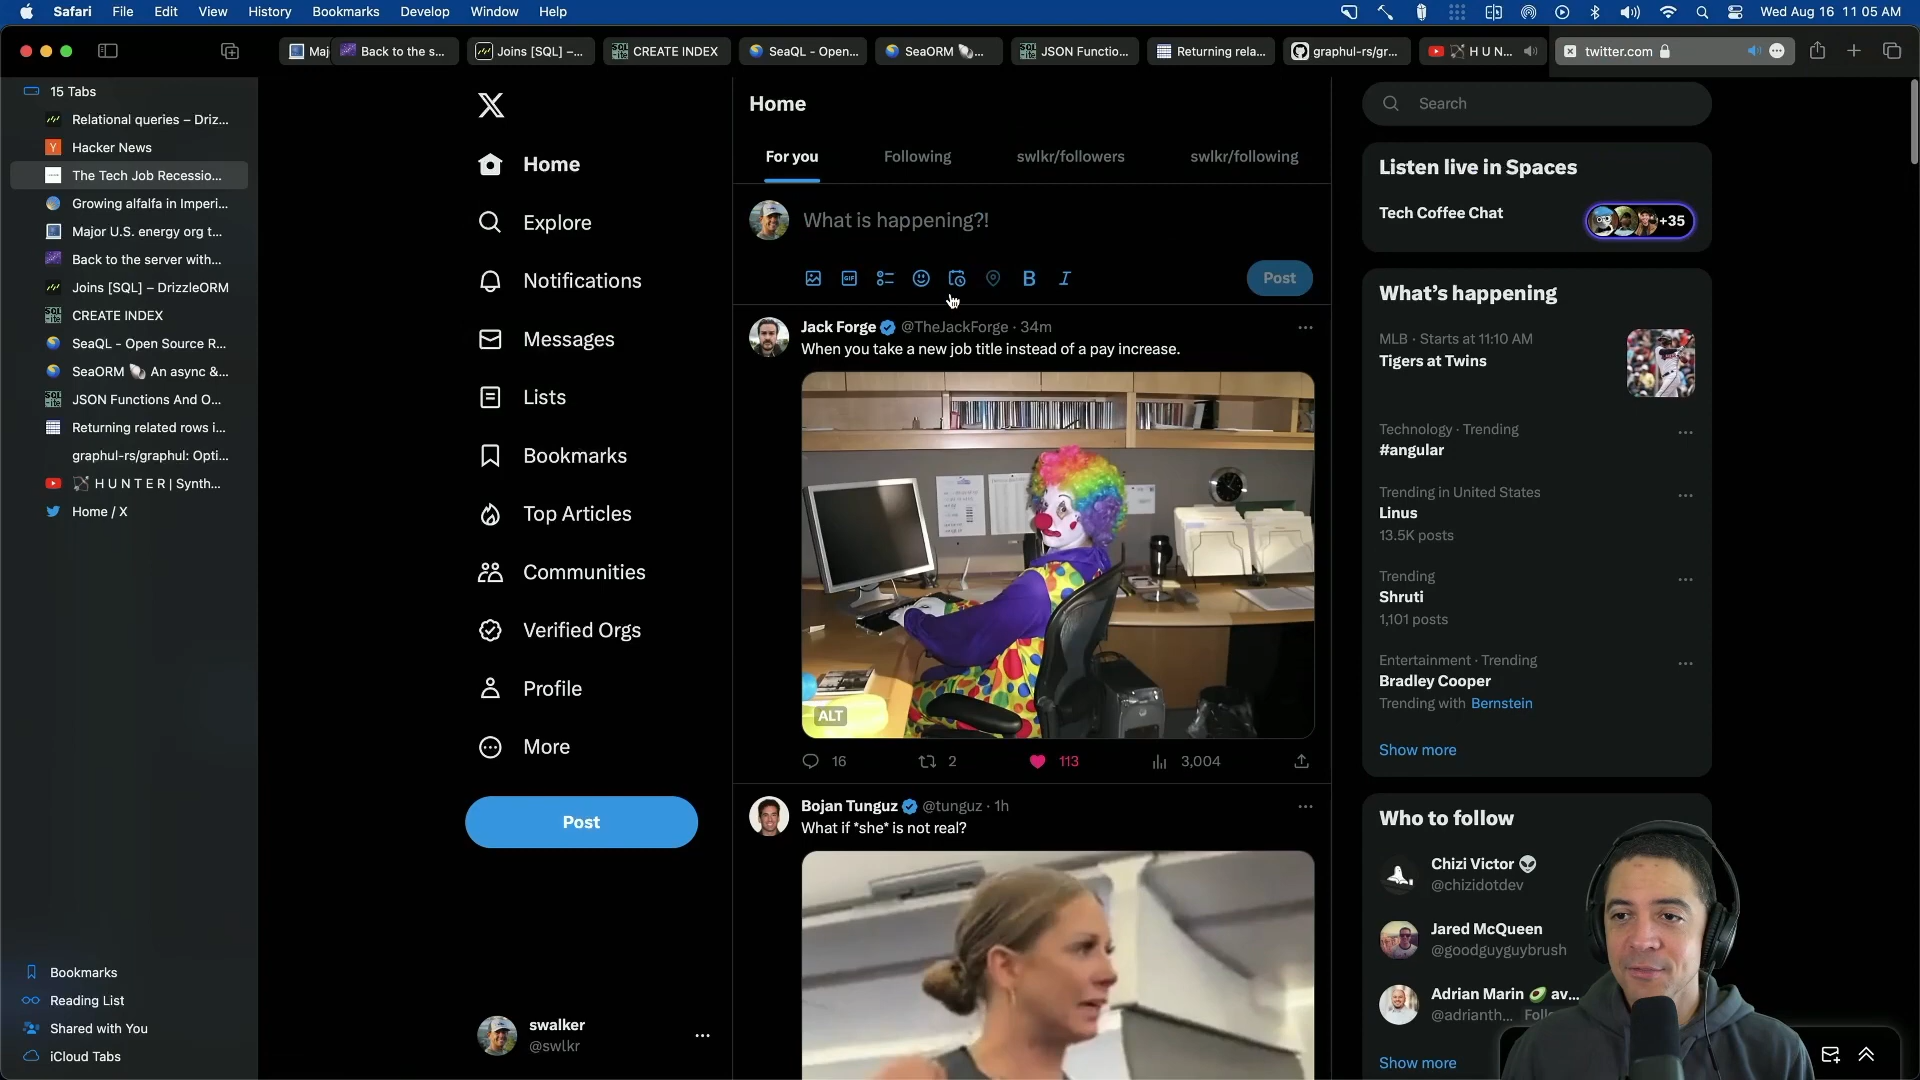 Safari File Edit View History Bookmarks Develop Window Help Wed Aug 16 11 05 AM
Maj Back to the s... Joins [SQL] –... CREATE INDEX SeaQL - Open... SeaORM ... JSON Functio... Returning rela... graphul-rs/gr... H U N... twitter.com
15 Tabs
Relational queries – Driz...
Hacker News
The Tech Job Recessio...
Growing alfalfa in Imperi...
Major U.S. energy org t...
Back to the server with...
Joins [SQL] – DrizzleORM
CREATE INDEX
SeaQL - Open Source R...
SeaORM 🐚 An async &...
JSON Functions And O...
Returning related rows i...
graphul-rs/graphul: Opti...
🏹 H U N T E R | Synth...
Home / X
Bookmarks
Reading List
Shared with You
iCloud Tabs
Home
Explore
Notifications
Messages
Lists
Bookmarks
Top Articles
Communities
Verified Orgs
Profile
More
Post
swalker
@swlkr
Home
For you Following swlkr/followers swlkr/following
What is happening?!
GIF B I Post
Jack Forge @TheJackForge · 34m
When you take a new job title instead of a pay increase.
ALT
16 2 113 3,004
Bojan Tunguz @tunguz · 1h
What if *she* is not real?
Search
Listen live in Spaces
Tech Coffee Chat +35
What's happening
MLB · Starts at 11:10 AM
Tigers at Twins
Technology · Trending
#angular
Trending in United States
Linus
13.5K posts
Trending
Shruti
1,101 posts
Entertainment · Trending
Bradley Cooper
Trending with Bernstein
Show more
Who to follow
Chizi Victor 👽
@chizidotdev
Jared McQueen
@goodguyguybrush
Adrian Marin 🥑 av...
@adrianth...
Show more